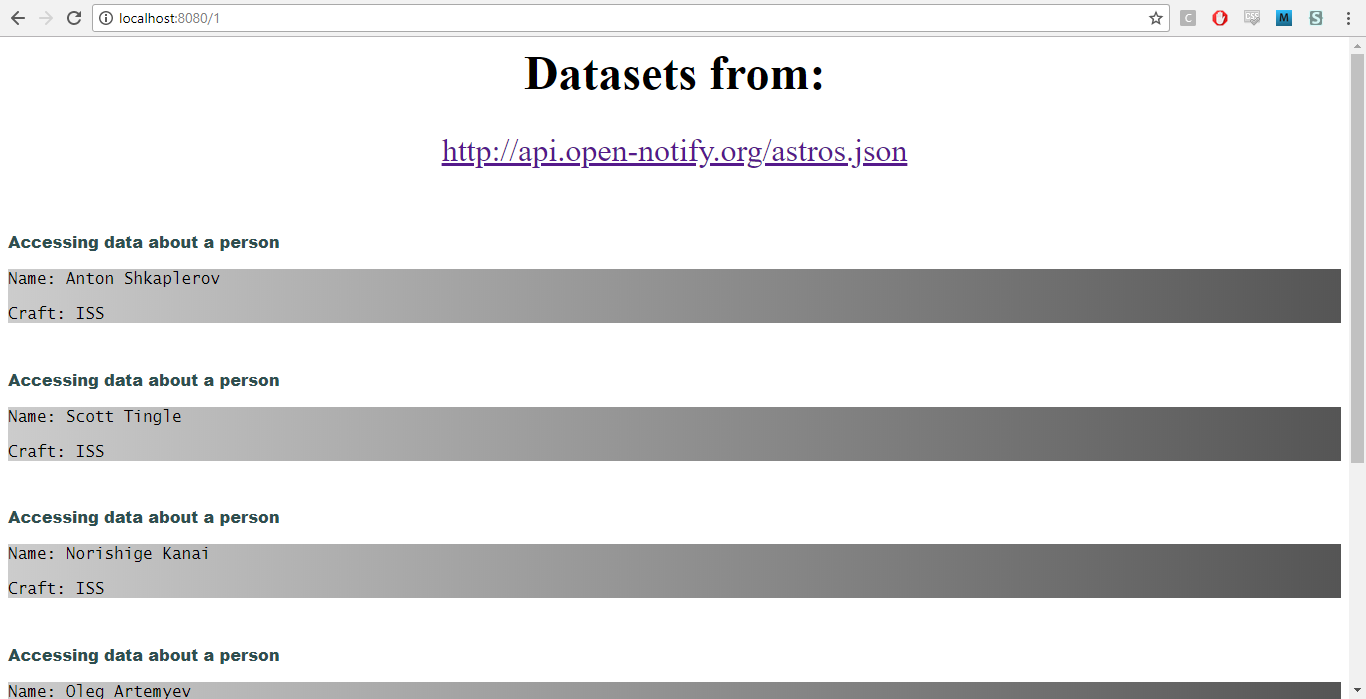 localhost:8080/1
Datasets from:
http://api.open-notify.org/astros.json
Accessing data about a person
Name: Anton Shkaplerov
Craft: ISS
Accessing data about a person
Name: Scott Tingle
Craft: ISS
Accessing data about a person
Name: Norishige Kanai
Craft: ISS
Accessing data about a person
Name: Oleg Artemyev